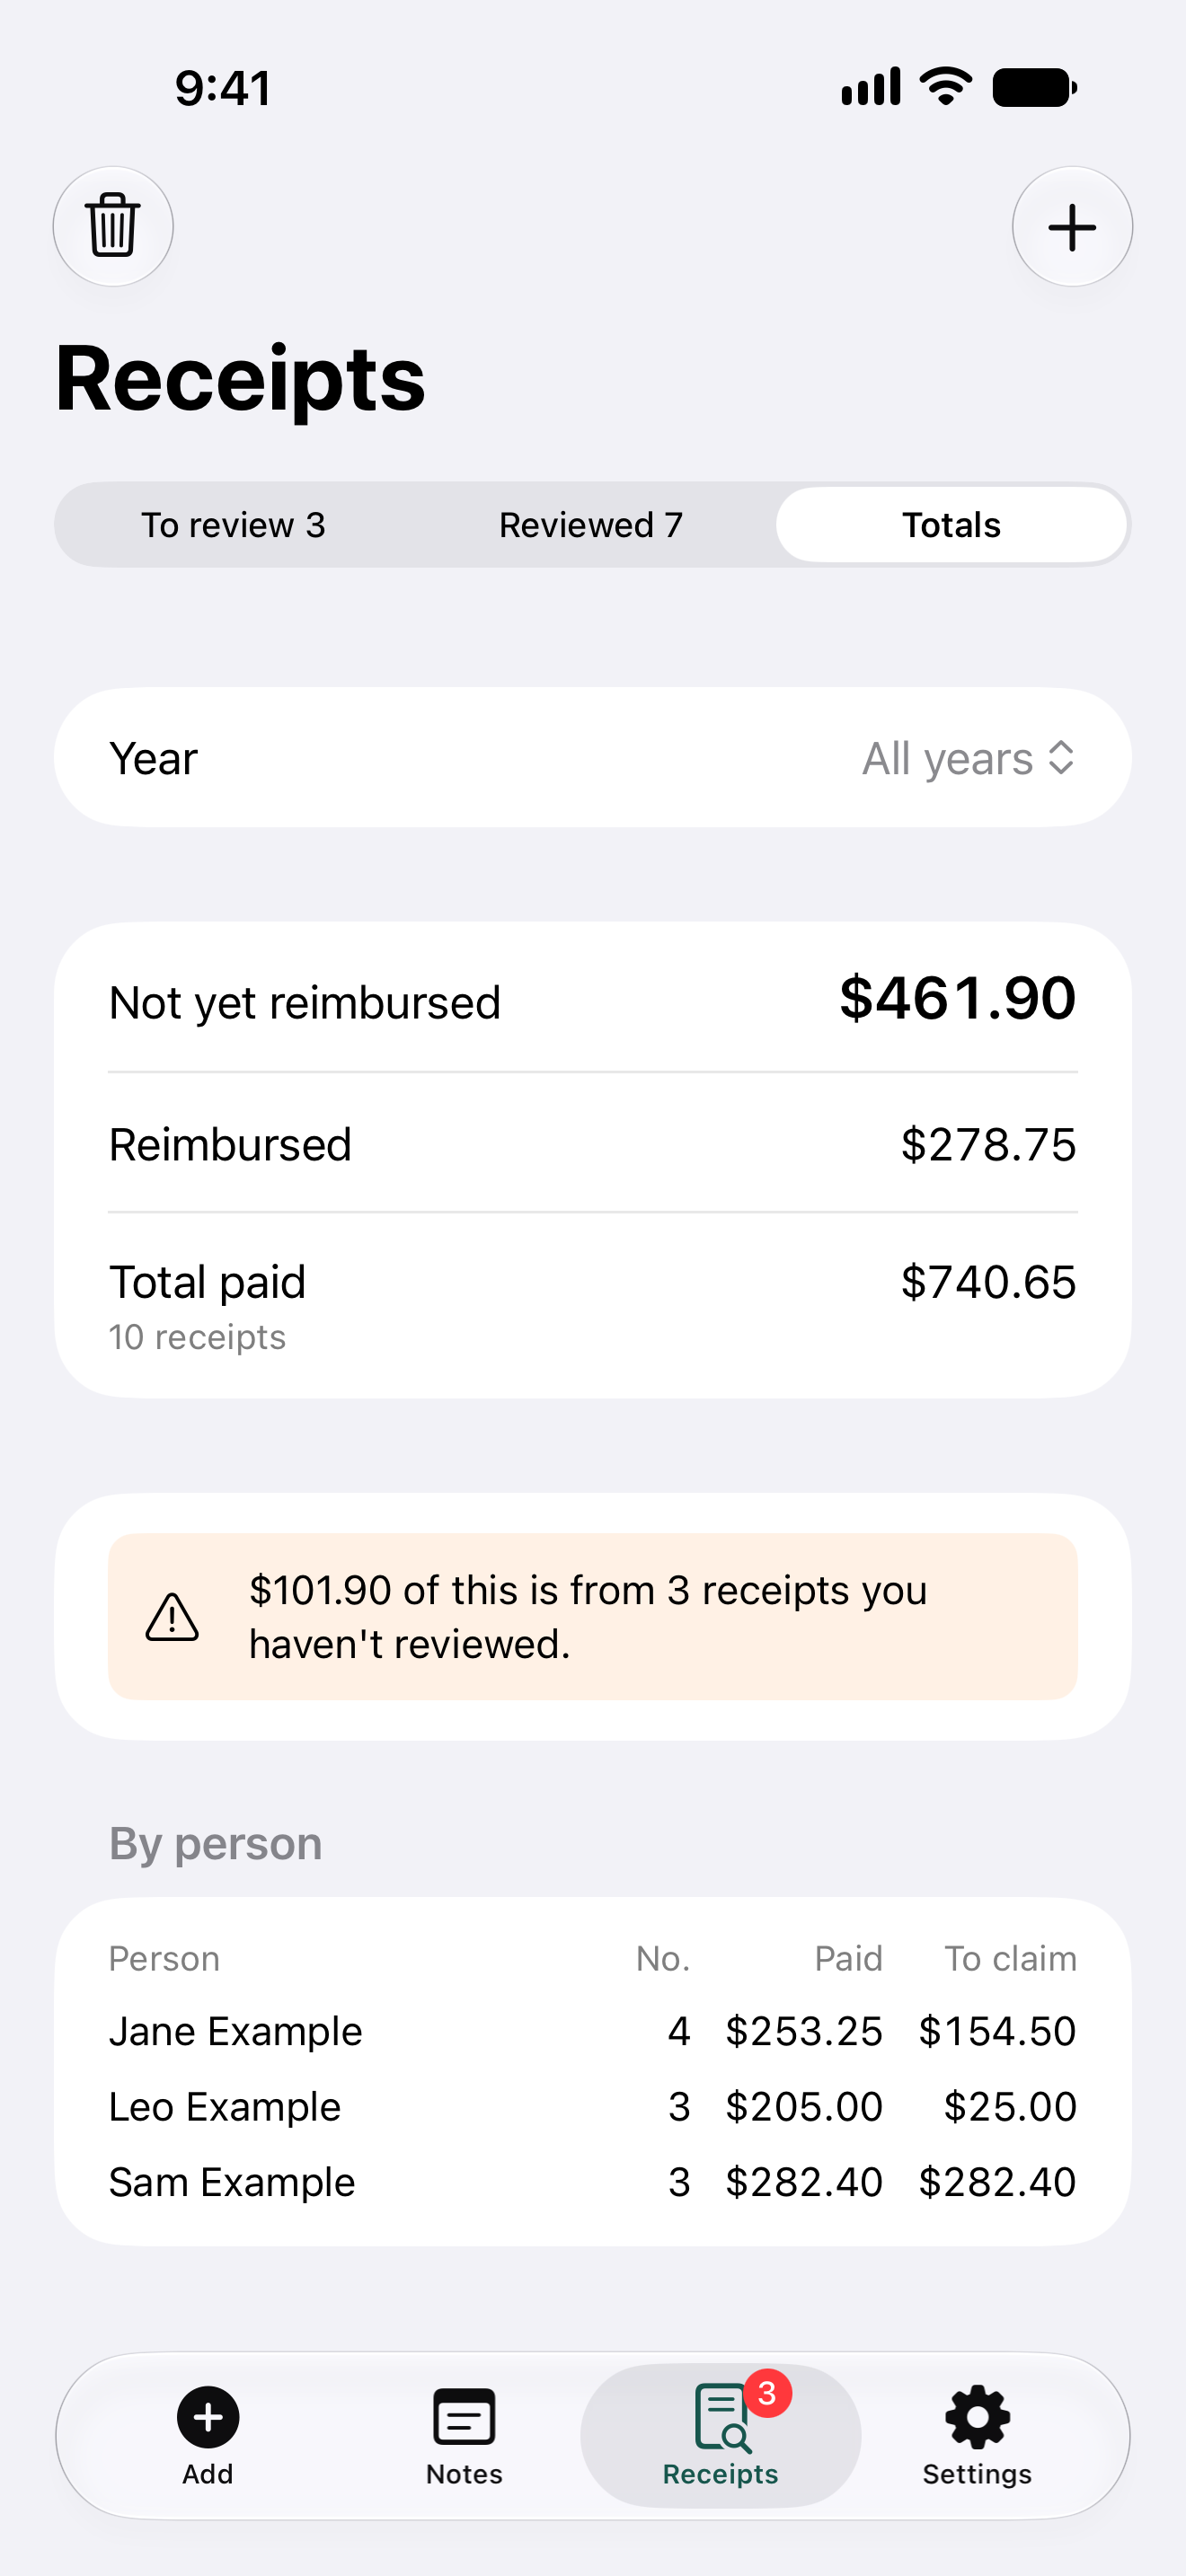 9:41
Receipts
To review 3 Reviewed 7 Totals
Year All years
Not yet reimbursed $461.90
Reimbursed $278.75
Total paid $740.65
10 receipts
$101.90 of this is from 3 receipts you
haven't reviewed.
By person
Person No. Paid To claim
Jane Example 4 $253.25 $154.50
Leo Example 3 $205.00 $25.00
Sam Example 3 $282.40 $282.40
3
Add Notes Receipts Settings